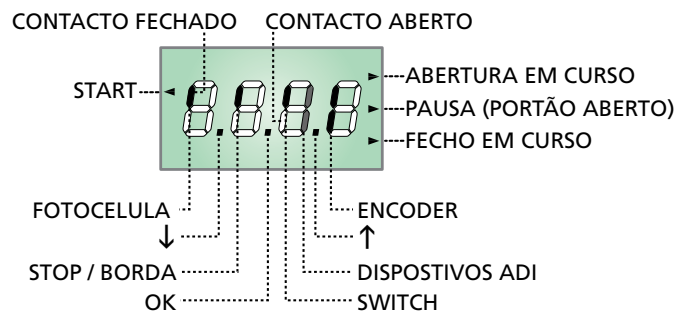 CONTACTO FECHADO CONTACTO ABERTO
START
ABERTURA EM CURSO
PAUSA (PORTÃO ABERTO)
FECHO EM CURSO
FOTOCELULA ENCODER
↓ ↑
STOP / BORDA DISPOSTIVOS ADI
OK SWITCH